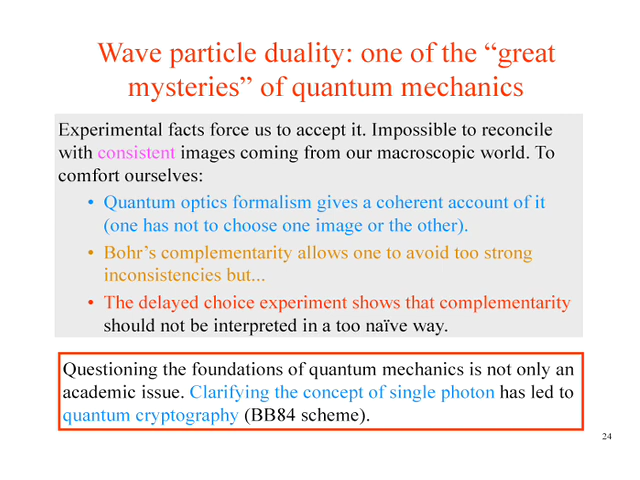 Wave particle duality: one of the “great
mysteries” of quantum mechanics
Experimental facts force us to accept it. Impossible to reconcile
with consistent images coming from our macroscopic world. To
comfort ourselves:
• Quantum optics formalism gives a coherent account of it
(one has not to choose one image or the other).
• Bohr’s complementarity allows one to avoid too strong
inconsistencies but...
• The delayed choice experiment shows that complementarity
should not be interpreted in a too naïve way.
Questioning the foundations of quantum mechanics is not only an
academic issue. Clarifying the concept of single photon has led to
quantum cryptography (BB84 scheme).
24